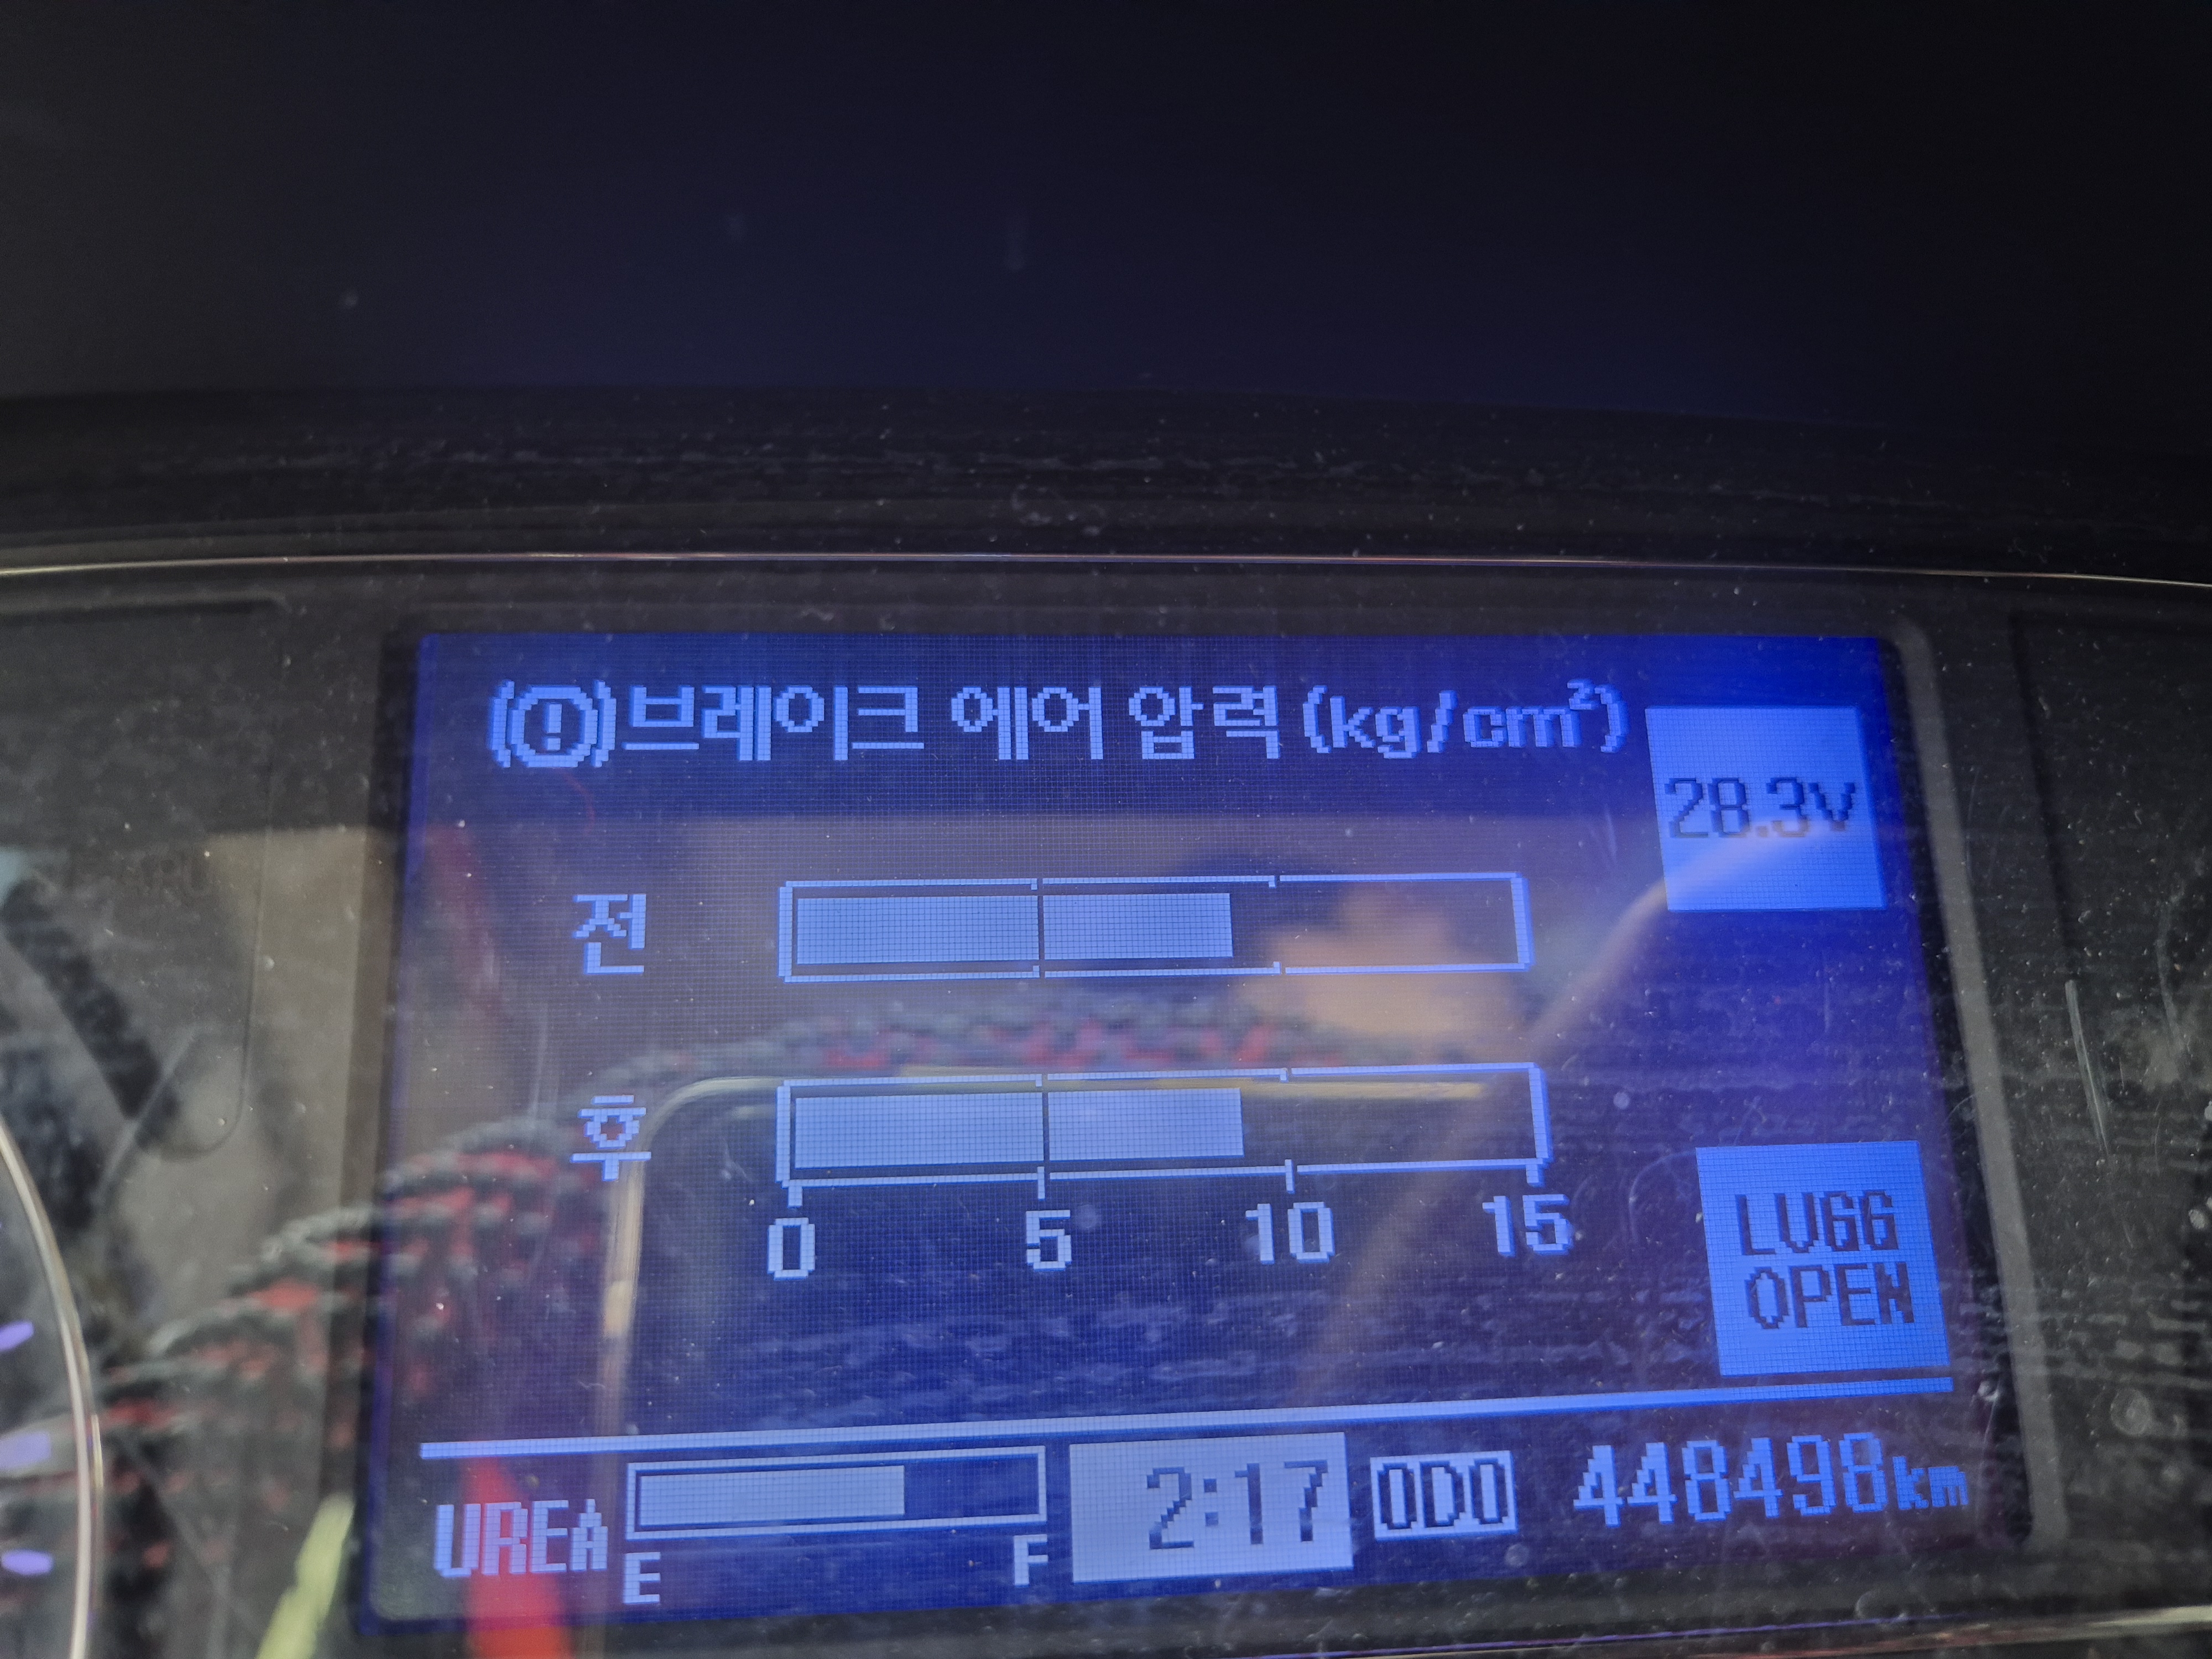 (!)브레이크 에어 압력(kg/cm²)
28.3V
전
후
0 5 10 15
LUGG
OPEN
UREA E F 2:17 ODO 448498km